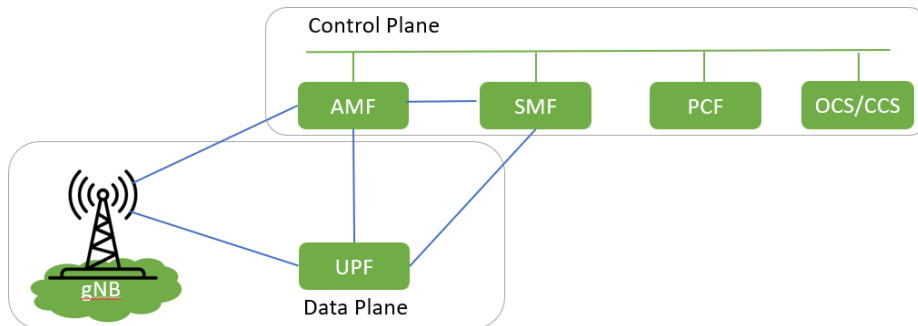 Control Plane
AMF
SMF
PCF
OCS/CCS
gNB
UPF
Data Plane